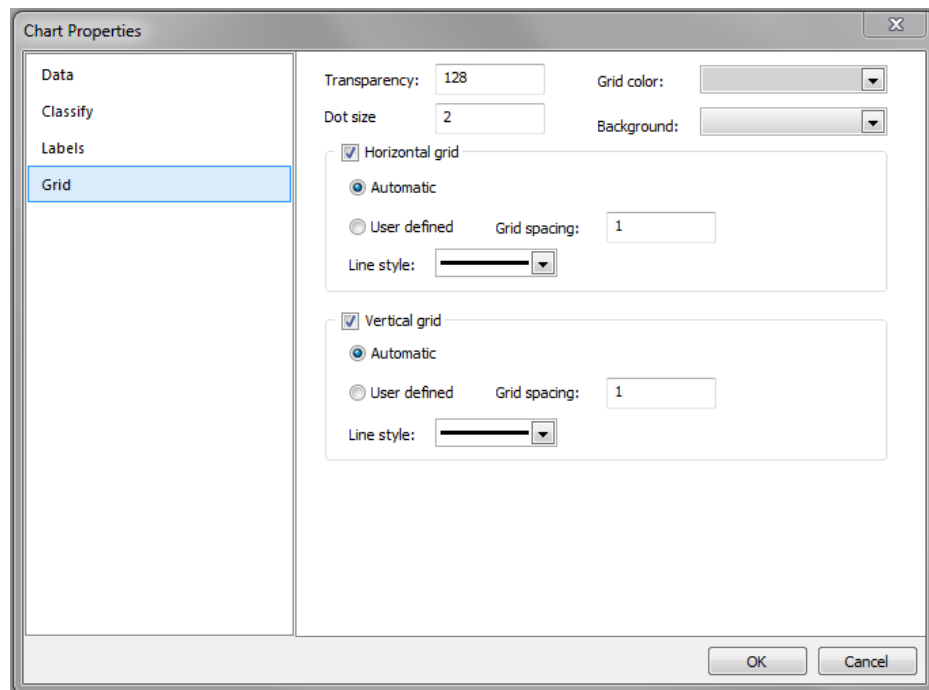 Chart Properties
X
Data
Classify
Labels
Grid
Transparency: 128 Grid color:
Dot size 2 Background:
Horizontal grid
Automatic
User defined Grid spacing: 1
Line style:
Vertical grid
Automatic
User defined Grid spacing: 1
Line style:
OK Cancel